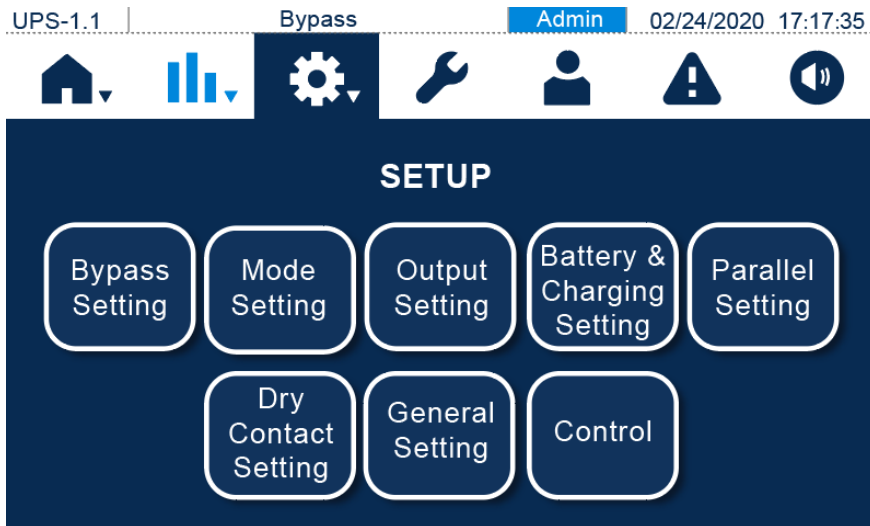 UPS-1.1 Bypass Admin 02/24/2020 17:17:35
SETUP
Bypass
Setting
Mode
Setting
Output
Setting
Battery &
Charging
Setting
Parallel
Setting
Dry
Contact
Setting
General
Setting
Control